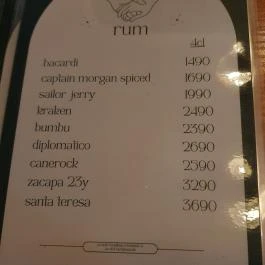 rum
4cl
bacardi 1490
captain morgan spiced 1690
sailor jerry 1990
kraken 2490
bumbu 2390
diplomatico 2690
canerock 2590
zacapa 23y 3290
santa teresa 3690